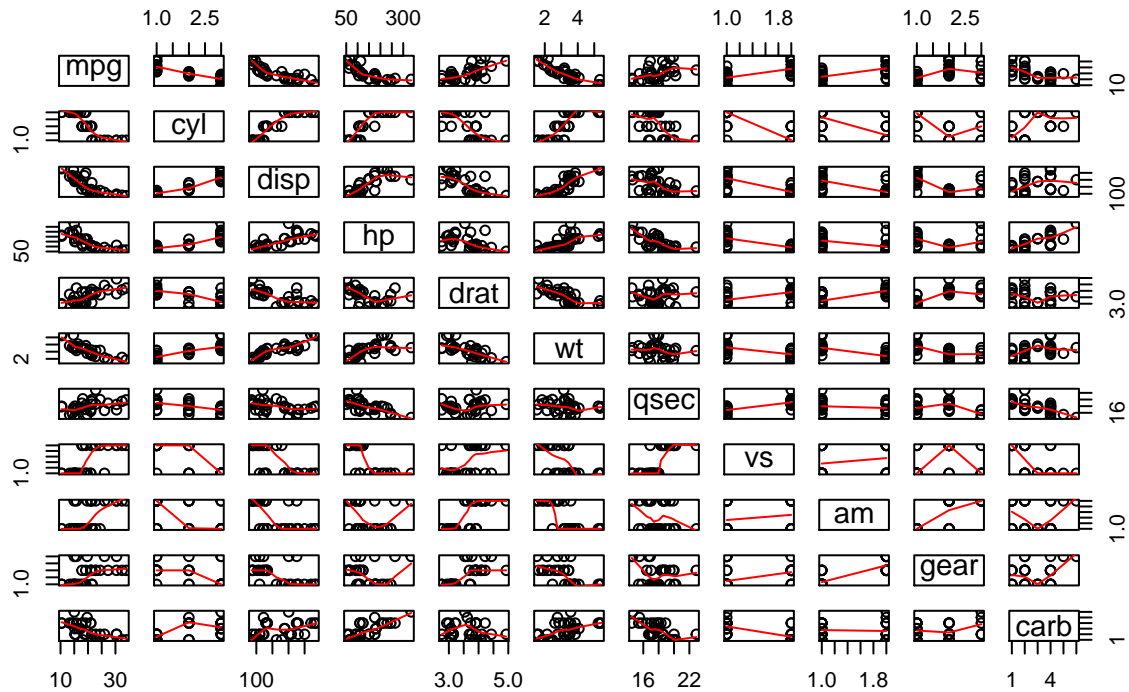 1.0 2.5 50 300 2 4 1.0 1.8 1.0 2.5
mpg 10
1.0 cyl
disp 100
50 hp
drat 3.0
2 wt
qsec 16
1.0 vs
am 1.0
1.0 gear
carb 1
10 30 100 3.0 5.0 16 22 1.0 1.8 1 4